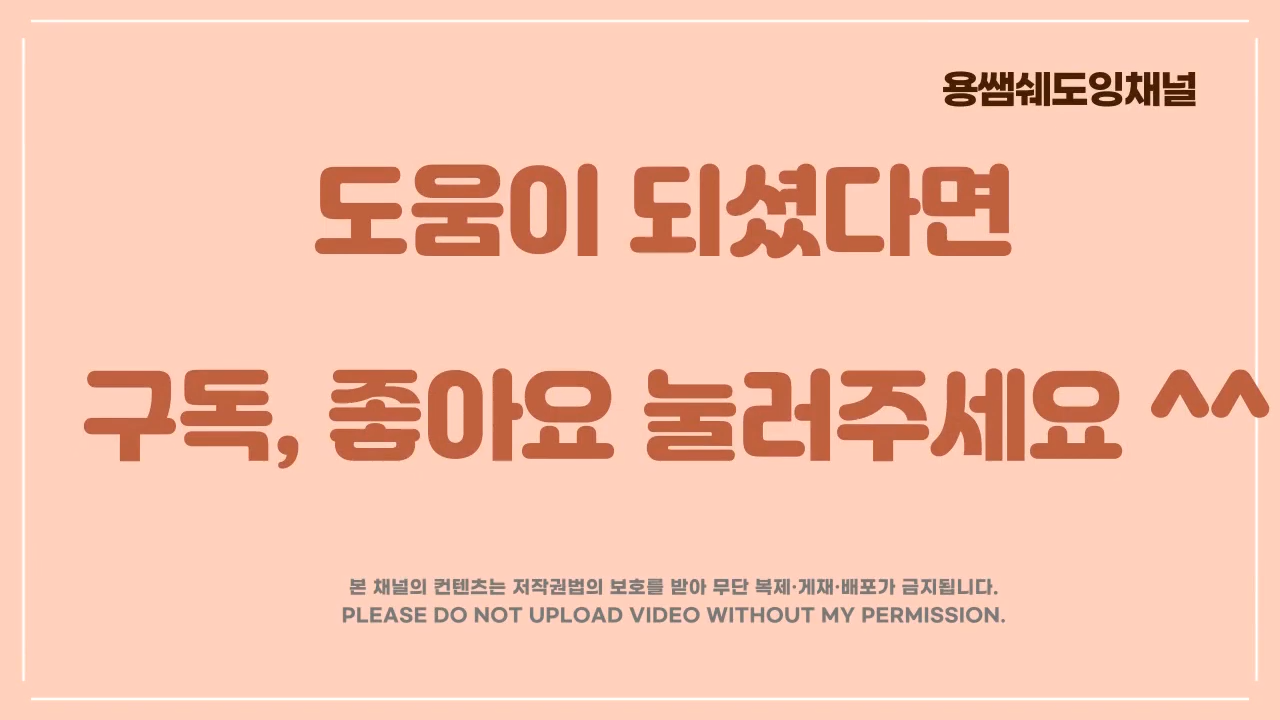 용쌤쉐도잉채널
도움이 되셨다면
구독, 좋아요 눌러주세요 ^^
본 채널의 컨텐츠는 저작권법의 보호를 받아 무단 복제·게재·배포가 금지됩니다.
PLEASE DO NOT UPLOAD VIDEO WITHOUT MY PERMISSION.